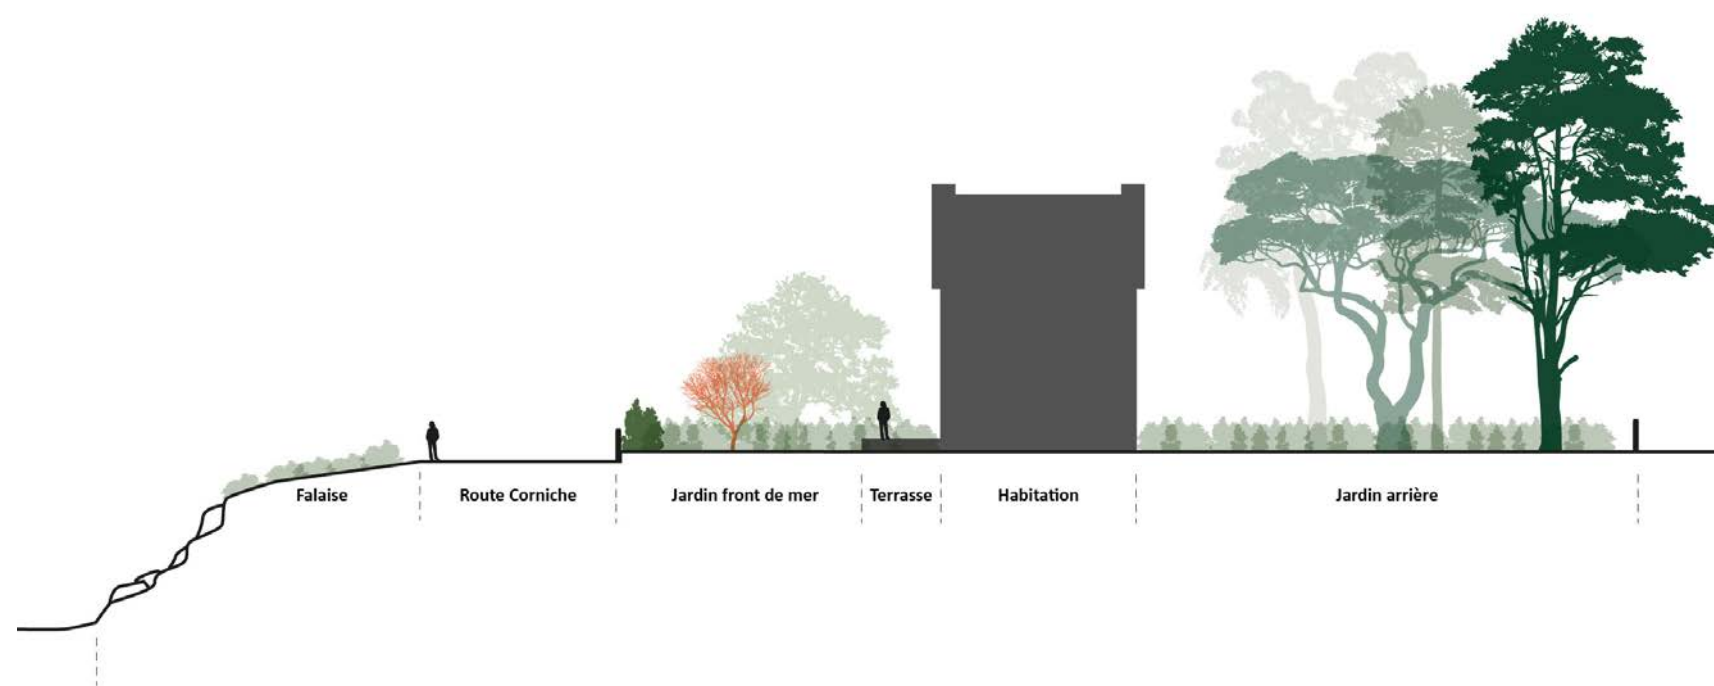 Falaise
Route Corniche
Jardin front de mer
Terrasse
Habitation
Jardin arrière